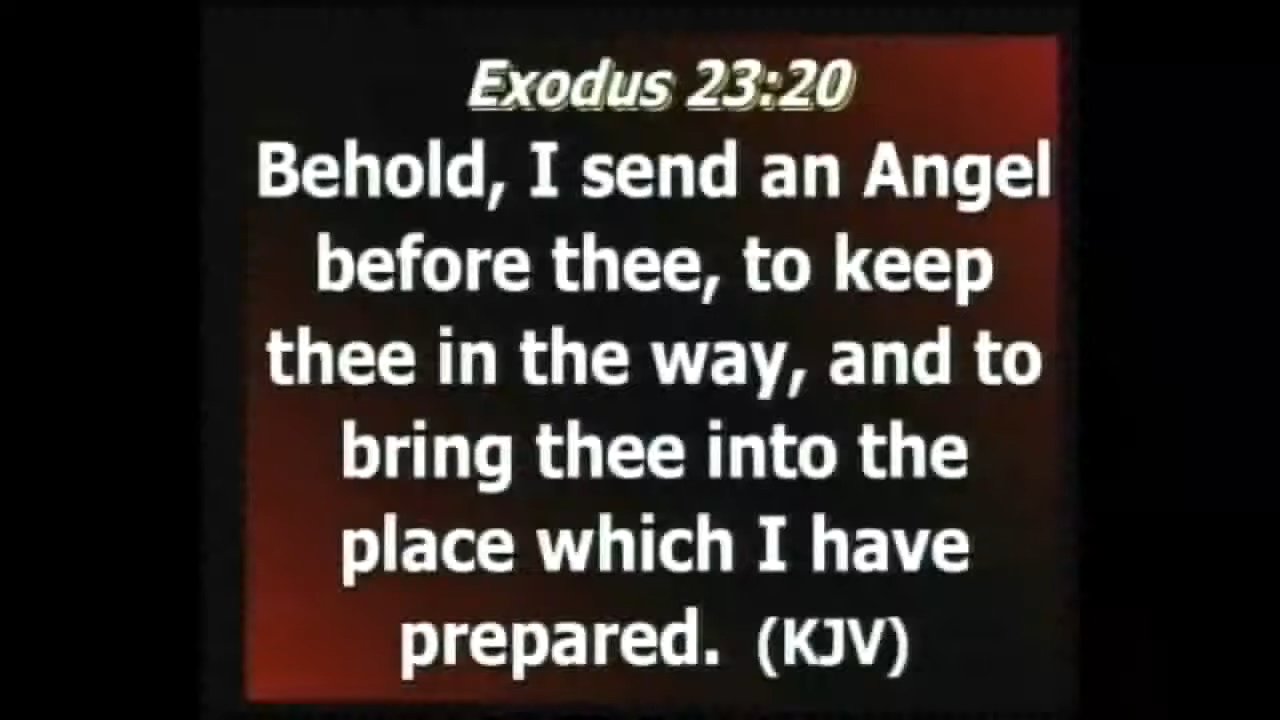 Exodus 23:20
Behold, I send an Angel
before thee, to keep
thee in the way, and to
bring thee into the
place which I have
prepared. (KJV)